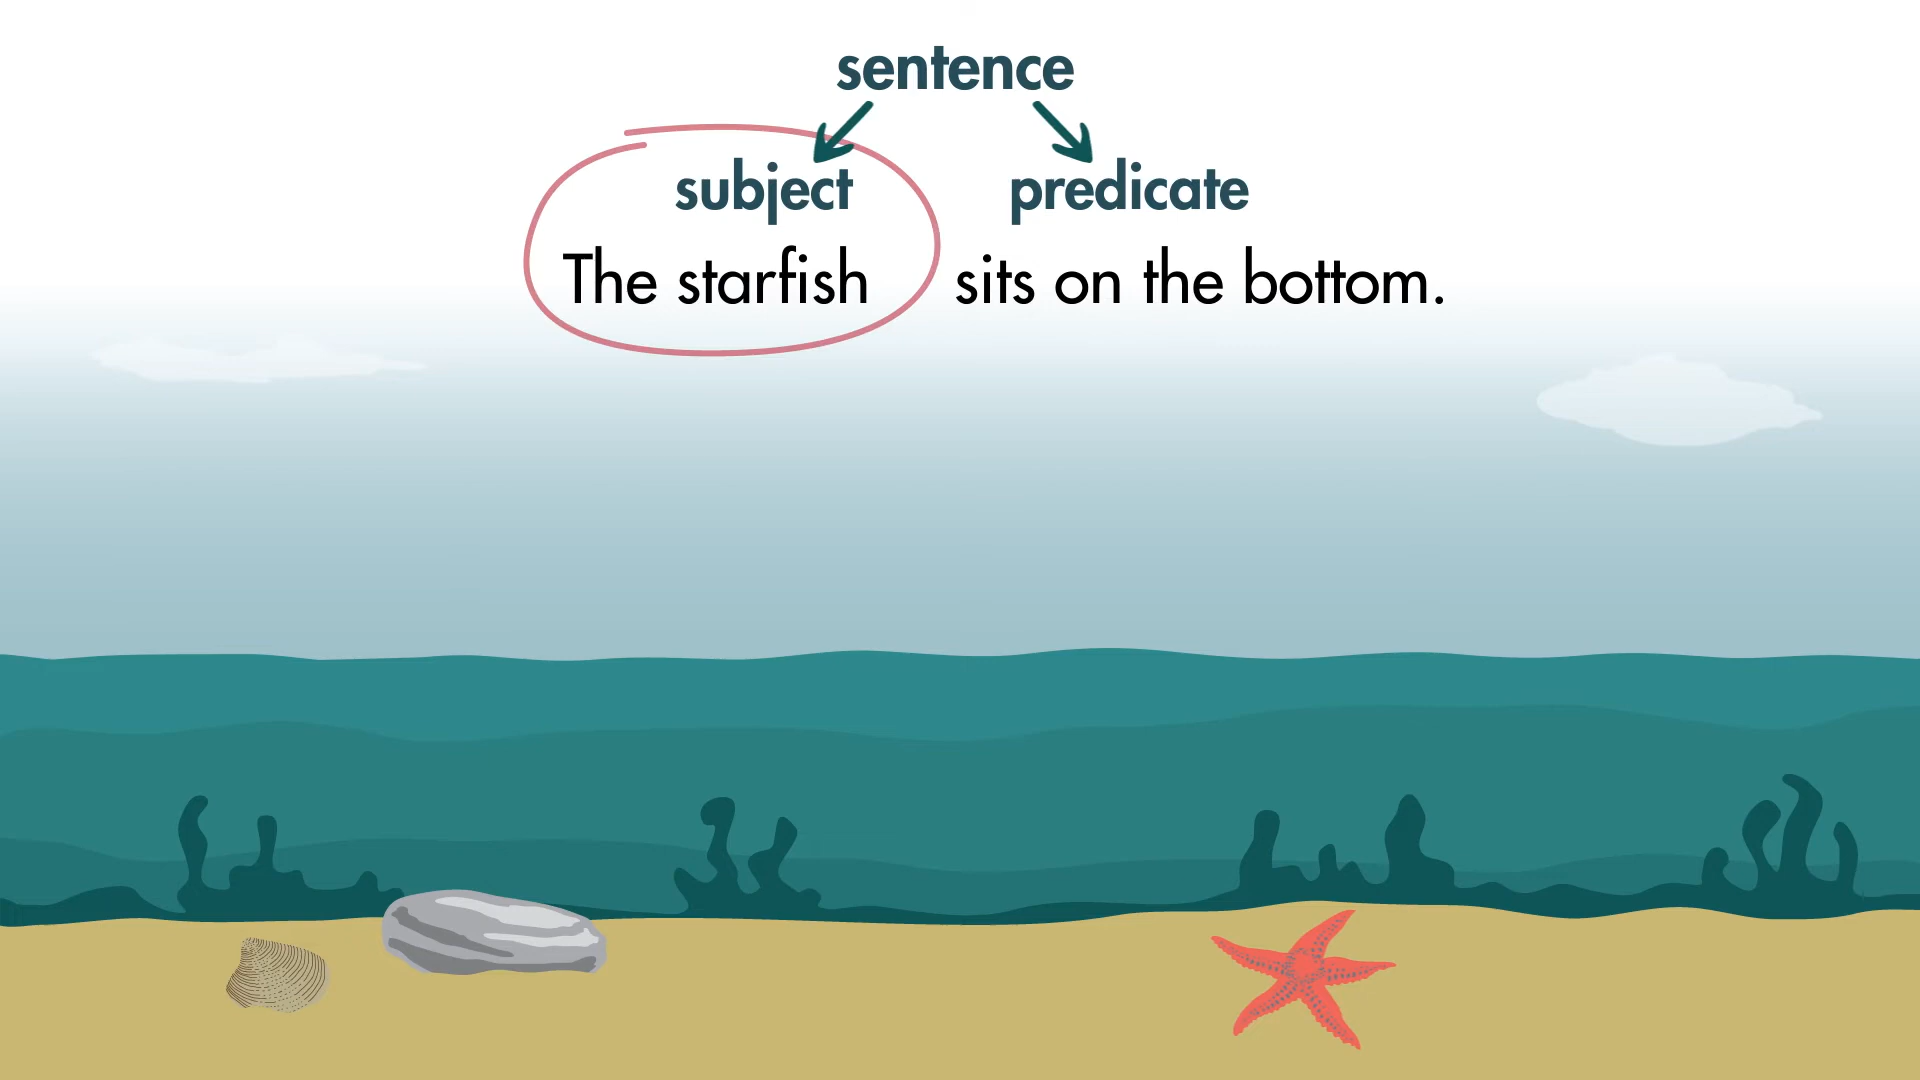 sentence
subject predicate
The starfish sits on the bottom.